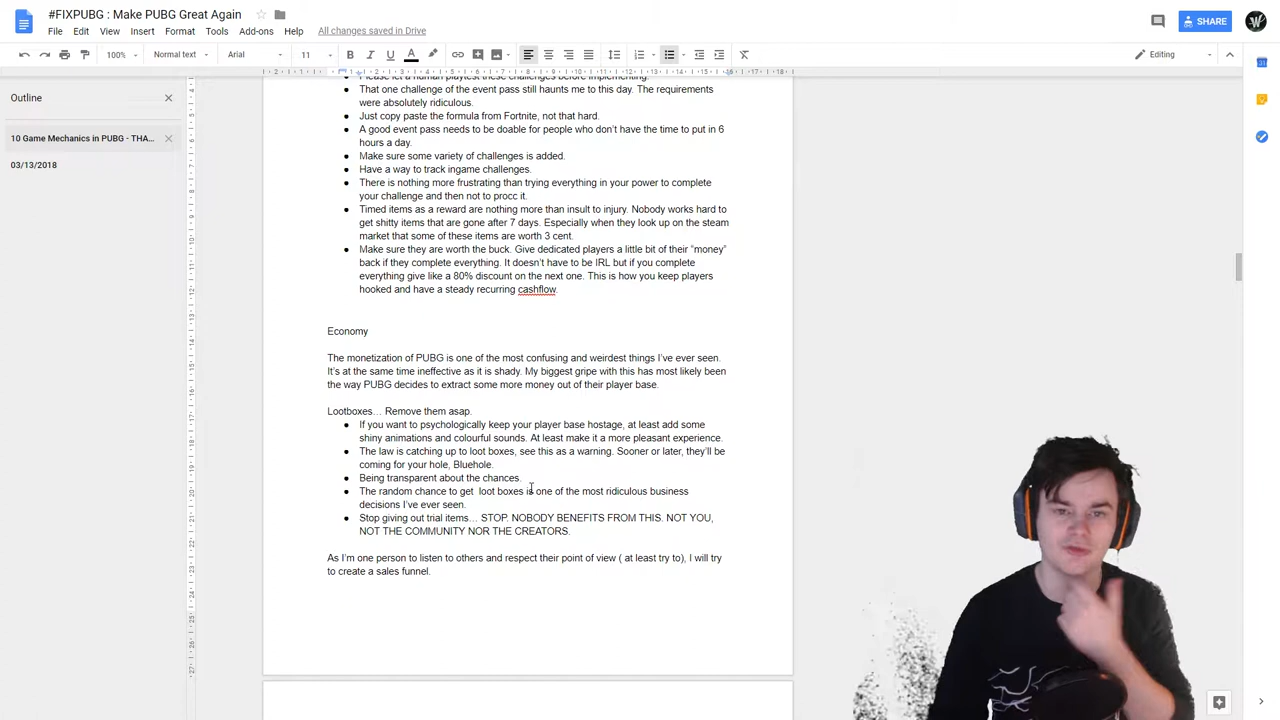 #FIXPUBG : Make PUBG Great Again
File Edit View Insert Format Tools Add-ons Help All changes saved in Drive
SHARE
100% Normal text Arial 11 B I U A Editing
Outline
10 Game Mechanics in PUBG - THA...
03/13/2018
Please let a human playtest these challenges before implementing.
That one challenge of the event pass still haunts me to this day. The requirements
were absolutely ridiculous.
Just copy paste the formula from Fortnite, not that hard.
A good event pass needs to be doable for people who don't have the time to put in 6
hours a day.
Make sure some variety of challenges is added.
Have a way to track ingame challenges.
There is nothing more frustrating than trying everything in your power to complete
your challenge and then not to procc it.
Timed items as a reward are nothing more than insult to injury. Nobody works hard to
get shitty items that are gone after 7 days. Especially when they look up on the steam
market that some of these items are worth 3 cent.
Make sure they are worth the buck. Give dedicated players a little bit of their “money”
back if they complete everything. It doesn't have to be IRL but if you complete
everything give like a 80% discount on the next one. This is how you keep players
hooked and have a steady recurring cashflow.
Economy
The monetization of PUBG is one of the most confusing and weirdest things I've ever seen.
It's at the same time ineffective as it is shady. My biggest gripe with this has most likely been
the way PUBG decides to extract some more money out of their player base.
Lootboxes… Remove them asap.
If you want to psychologically keep your player base hostage, at least add some
shiny animations and colourful sounds. At least make it a more pleasant experience.
The law is catching up to loot boxes, see this as a warning. Sooner or later, they'll be
coming for your hole, Bluehole.
Being transparent about the chances.
The random chance to get  loot boxes is one of the most ridiculous business
decisions I've ever seen.
Stop giving out trial items… STOP. NOBODY BENEFITS FROM THIS. NOT YOU,
NOT THE COMMUNITY NOR THE CREATORS.
As I'm one person to listen to others and respect their point of view ( at least try to), I will try
to create a sales funnel.